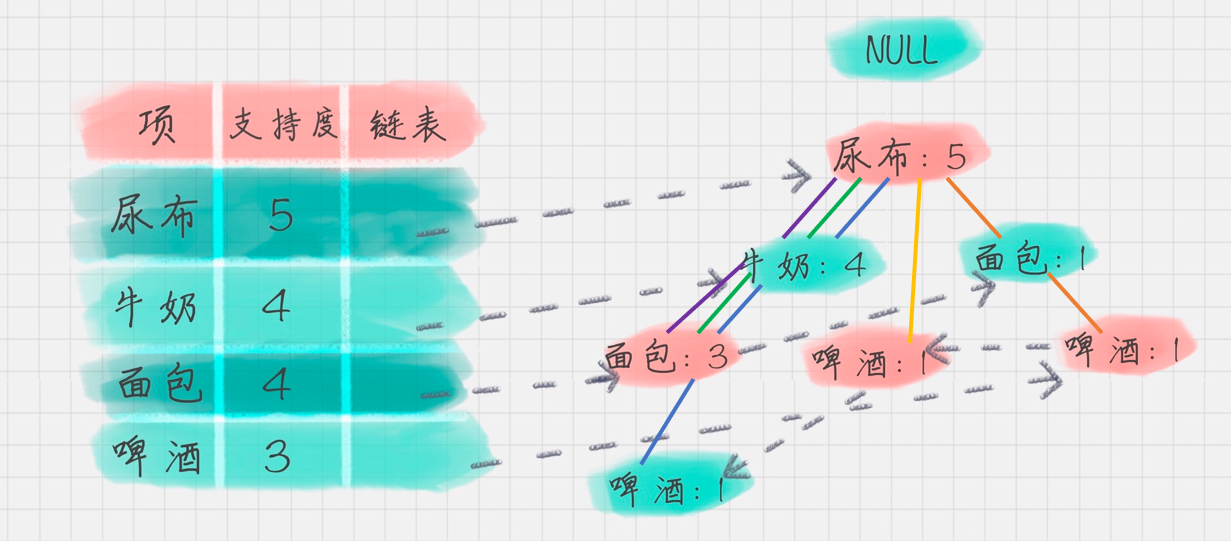 NULL
项 支持度 链表
尿布 5
牛奶 4
面包 4
啤酒 3
尿布：5
牛奶：4
面包：1
面包：3
啤酒：1
啤酒：1
啤酒：1